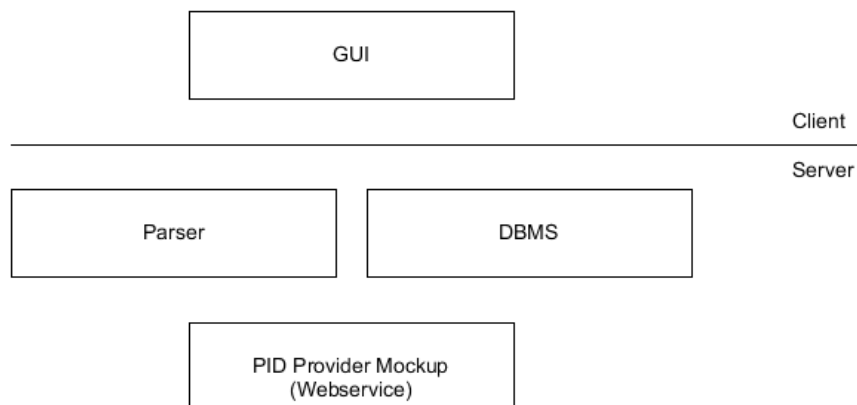 GUI
Client
Server
Parser
DBMS
PID Provider Mockup
(Webservice)